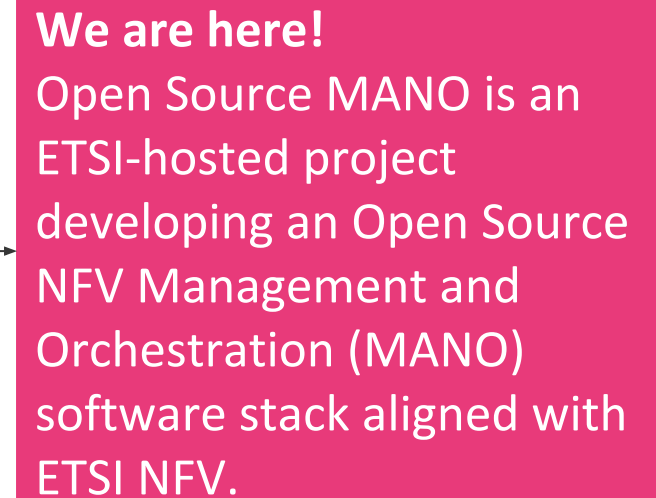 We are here!
Open Source MANO is an
ETSI-hosted project
developing an Open Source
NFV Management and
Orchestration (MANO)
software stack aligned with
ETSI NFV.